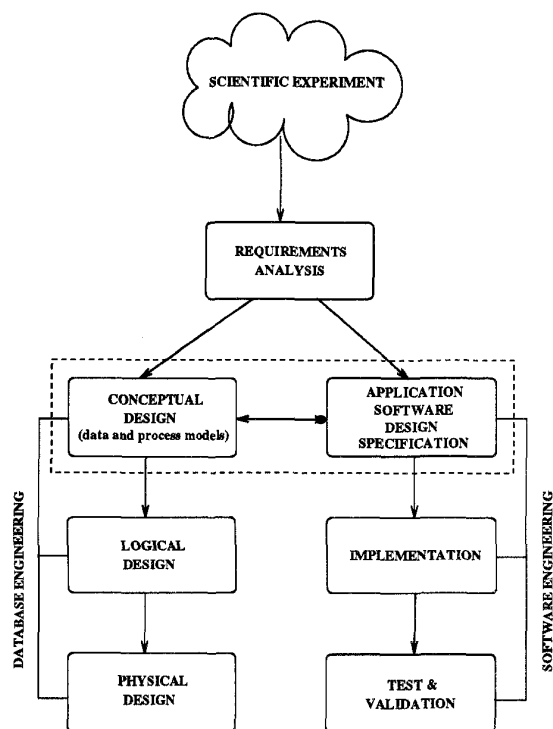 SCIENTIFIC EXPERIMENT
REQUIREMENTS
ANALYSIS
CONCEPTUAL
DESIGN
(data and process models)
APPLICATION
SOFTWARE
DESIGN
SPECIFICATION
LOGICAL
DESIGN
IMPLEMENTATION
PHYSICAL
DESIGN
TEST &
VALIDATION
DATABASE ENGINEERING
SOFTWARE ENGINEERING